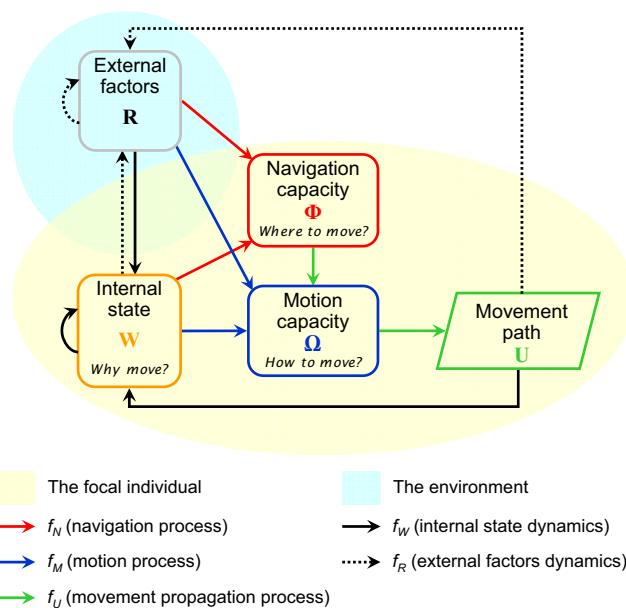 External
factors
R
Navigation
capacity
Φ
Where to move?
Internal
state
W
Why move?
Motion
capacity
Ω
How to move?
Movement
path
U
The focal individual
The environment
f_N (navigation process)
f_W (internal state dynamics)
f_M (motion process)
f_R (external factors dynamics)
f_U (movement propagation process)